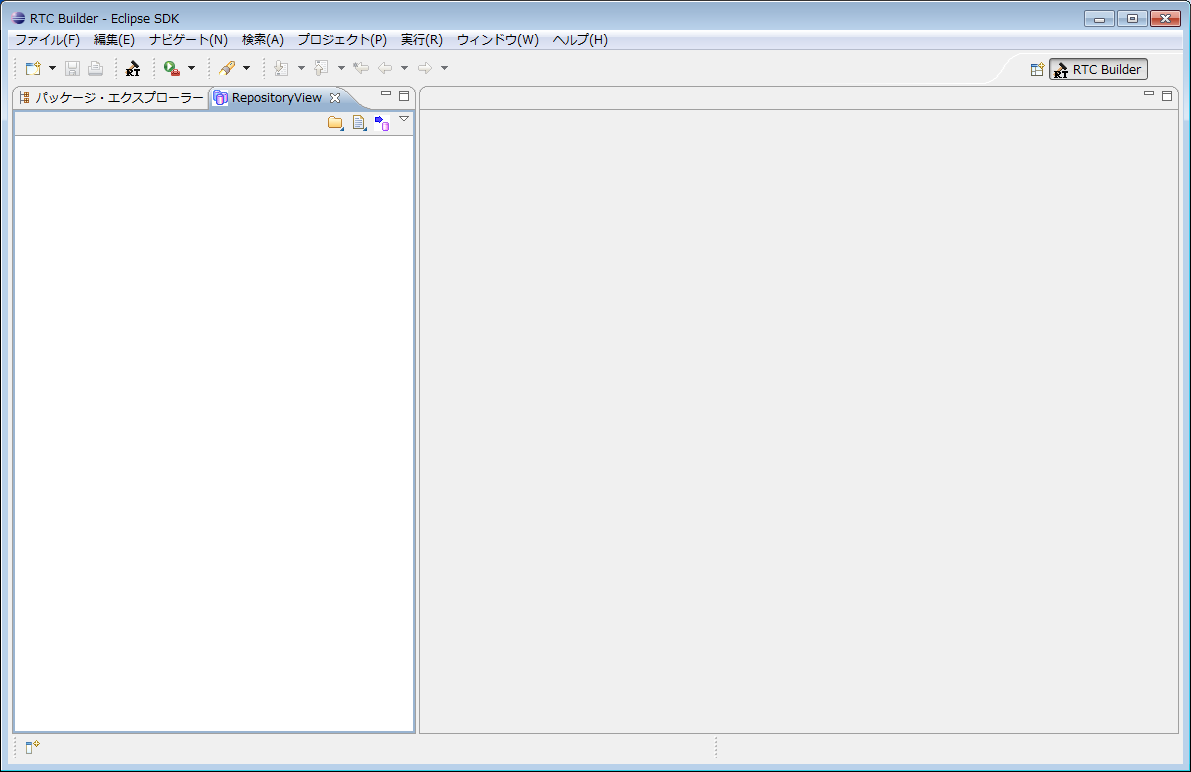 RTC Builder - Eclipse SDK
ファイル(F) 編集(E) ナビゲート(N) 検索(A) プロジェクト(P) 実行(R) ウィンドウ(W) ヘルプ(H)
RT RT RTC Builder
パッケージ・エクスプローラー RepositoryView